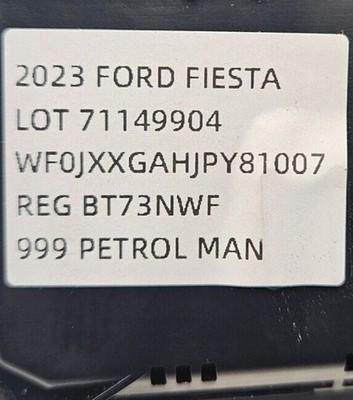 2023 FORD FIESTA
LOT 71149904
WF0JXXGAHJPY81007
REG BT73NWF
999 PETROL MAN